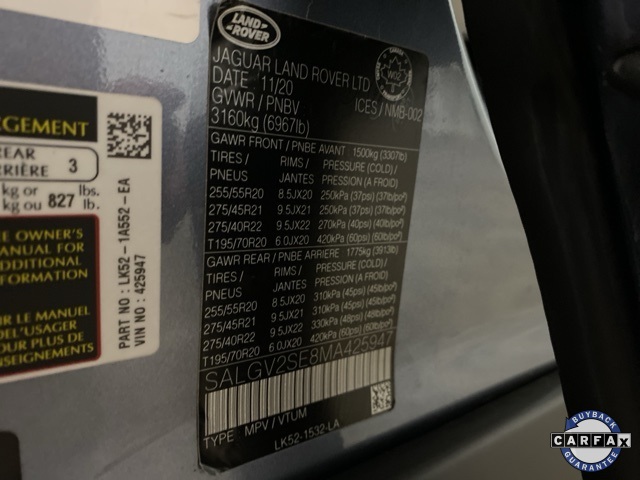 EGEMENT
REAR
RRIÈRE 3
kg or 827 lbs.
kg ou lb.
E OWNER'S
ANUAL FOR
ADDITIONAL
FORMATION
R LE MANUEL
L'USAGER
POUR PLUS
SEIGNEMENTS
PART NO : LK52 - 1A552 - EA
VIN NO : 425947
LAND ROVER
JAGUAR LAND ROVER LTD
DATE 11/20
GVWR / PNBV ICES / NMB-002
W02
3160kg (6967lb)
GAWR FRONT / PNBE AVANT 1500kg (3307lb)
TIRES / RIMS / PRESSURE (COLD) /
PNEUS JANTES PRESSION (A FROID)
255/55R20 8.5JX20 250kPa (37psi) (37lb/po²)
275/45R21 9.5JX21 250kPa (37psi) (37lb/po²)
275/40R22 9.5JX22 270kPa (40psi) (40lb/po²)
T195/70R20 6.0JX20 420kPa (60psi) (60lb/po²)
GAWR REAR / PNBE ARRIERE 1775kg (3913lb)
TIRES / RIMS / PRESSURE (COLD) /
PNEUS JANTES PRESSION (A FROID)
255/55R20 8.5JX20 310kPa (45psi) (45lb/po²)
275/45R21 9.5JX21 310kPa (45psi) (45lb/po²)
275/40R22 9.5JX22 330kPa (48psi) (48lb/po²)
T195/70R20 6.0JX20 420kPa (60psi) (60lb/po²)
SALGV2SE8MA425947
TYPE MPV / VTUM
LK52-1532-LA
BUYBACK
CARFAX
GUARANTEE